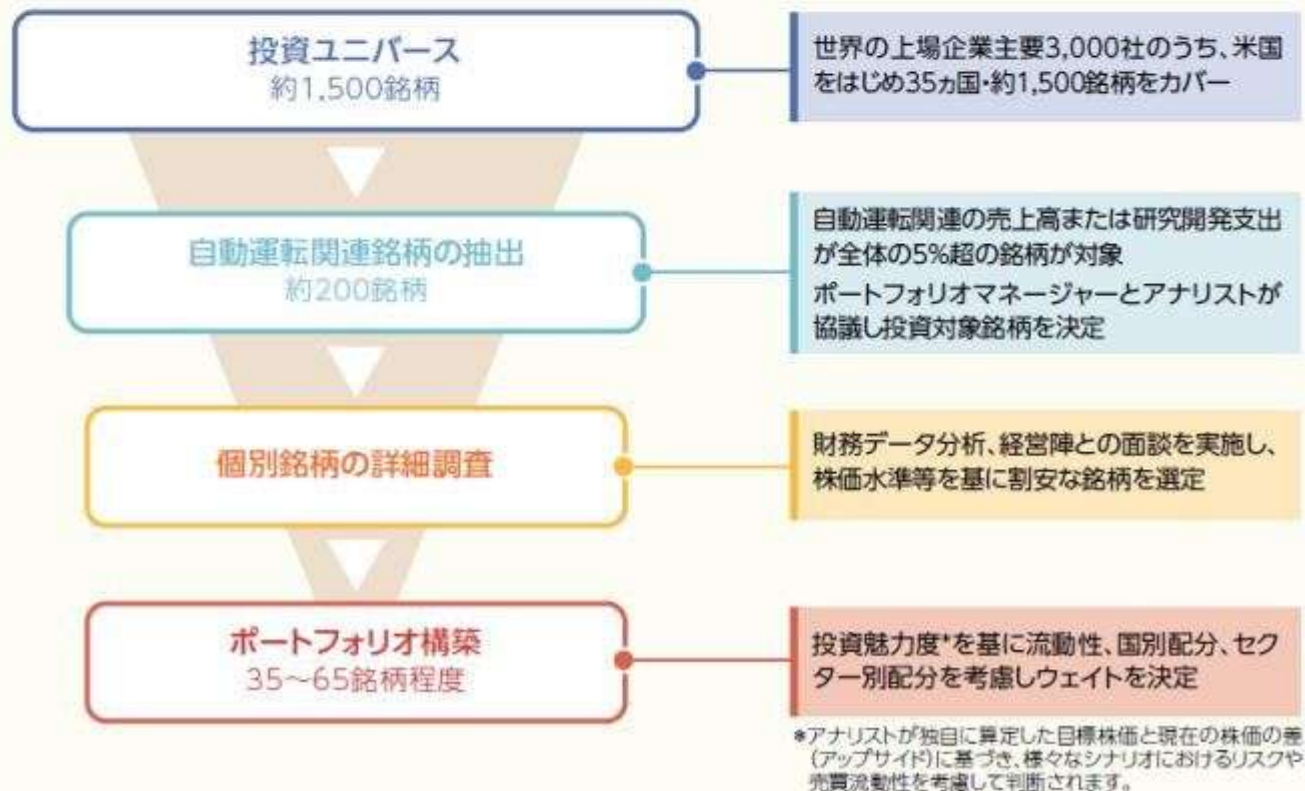 投資ユニバース
約1,500銘柄
世界の上場企業主要3,000社のうち、米国
をはじめ35ヵ国・約1,500銘柄をカバー
自動運転関連銘柄の抽出
約200銘柄
自動運転関連の売上高または研究開発支出
が全体の5%超の銘柄が対象
ポートフォリオマネージャーとアナリストが
協議し投資対象銘柄を決定
個別銘柄の詳細調査
財務データ分析、経営陣との面談を実施し、
株価水準等を基に割安な銘柄を選定
ポートフォリオ構築
35～65銘柄程度
投資魅力度*を基に流動性、国別配分、セク
ター別配分を考慮しウェイトを決定
*アナリストが独自に算定した目標株価と現在の株価の差
(アップサイド)に基づき、様々なシナリオにおけるリスクや
売買流動性を考慮して判断されます。